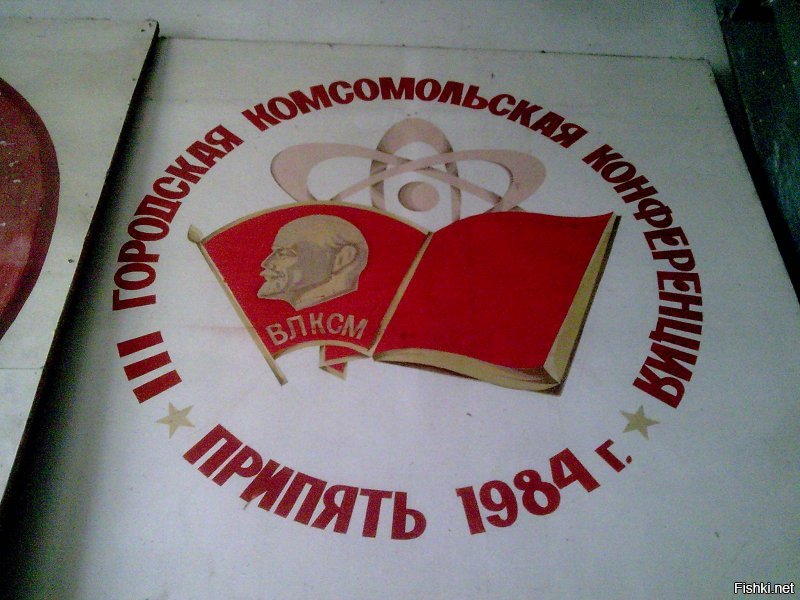 III ГОРОДСКАЯ КОМСОМОЛЬСКАЯ КОНФЕРЕНЦИЯ
ВЛКСМ
ПРИПЯТЬ 1984 г.
Fishki.net